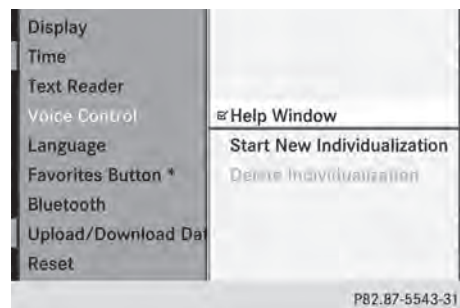 Display
Time
Text Reader
Voice Control
Language
Favorites Button *
Bluetooth
Upload/Download Dat
Reset
Help Window
Start New Individualization
Delete Individualization
P82.87-5543-31